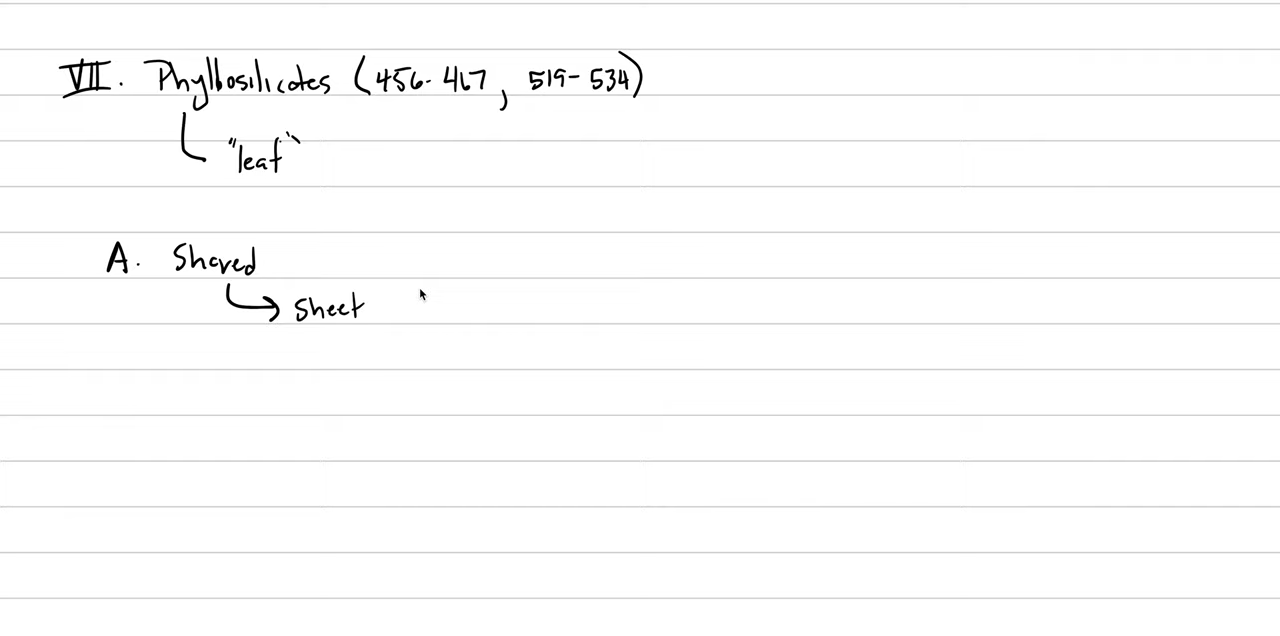 VII. Phyllosilicates (456-467, 519-534)
"leaf"
A. Shared
Sheet